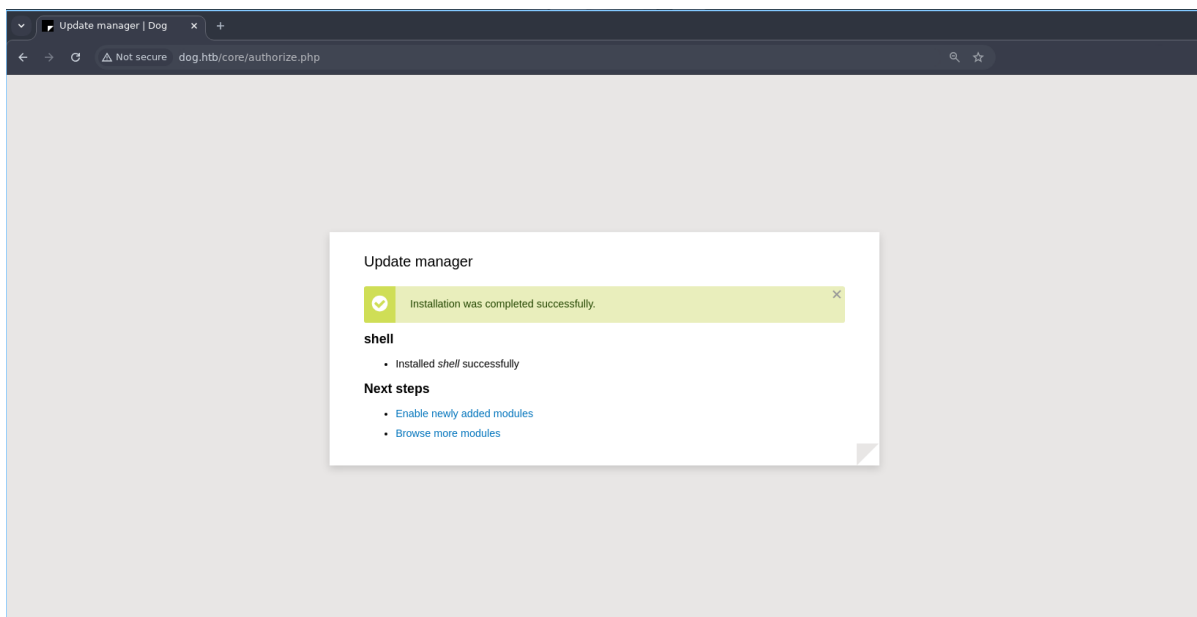 Update manager | Dog
Not secure dog.htb/core/authorize.php
Update manager
Installation was completed successfully.
shell
Installed shell successfully
Next steps
Enable newly added modules
Browse more modules